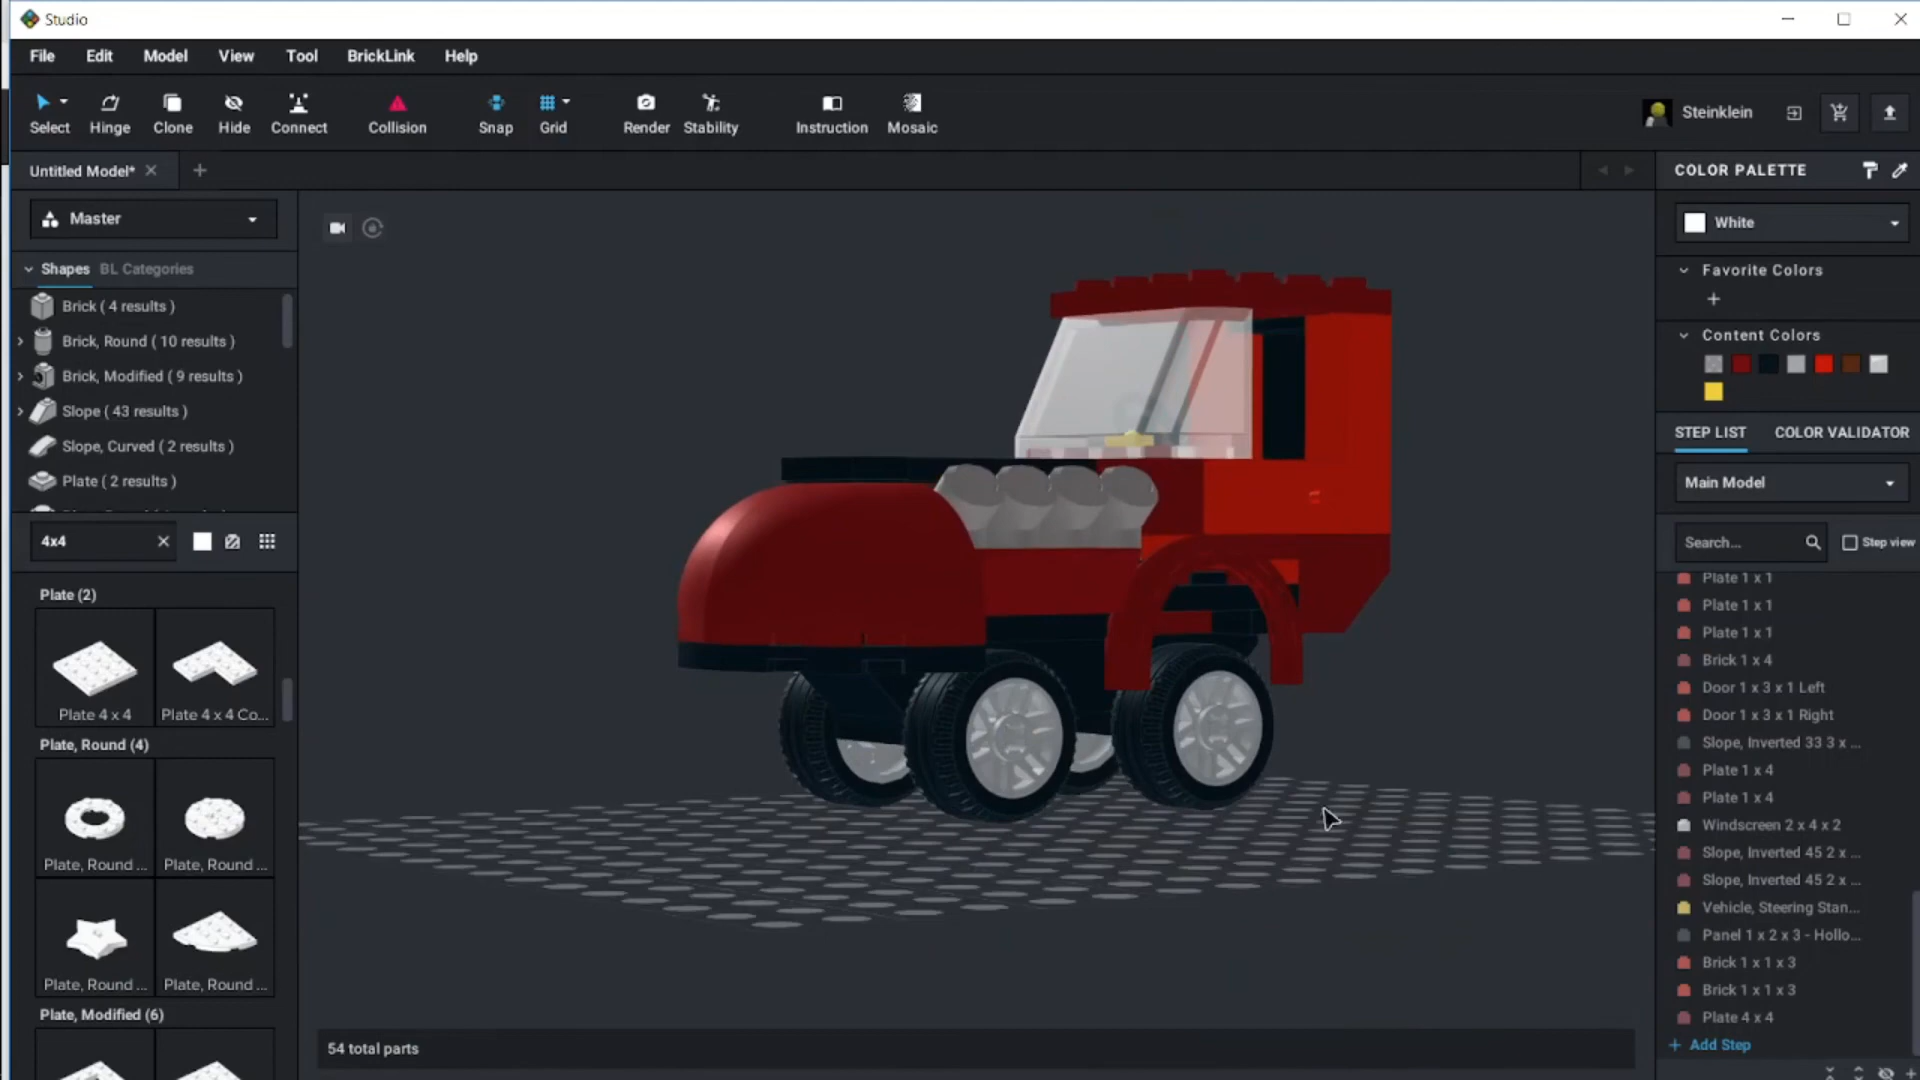 Studio
File Edit Model View Tool BrickLink Help
Select Hinge Clone Hide Connect Collision Snap Grid Render Stability Instruction Mosaic
Steinklein
Untitled Model*
COLOR PALETTE
Master
White
Shapes BL Categories
Favorite Colors
Brick ( 4 results )
Brick, Round ( 10 results )
Content Colors
Brick, Modified ( 9 results )
Slope ( 43 results )
Slope, Curved ( 2 results )
STEP LIST COLOR VALIDATOR
Plate ( 2 results )
Main Model
4x4
Search...
Step view
Plate (2)
Plate 4 x 4
Plate 4 x 4 Co...
Plate, Round (4)
Plate, Round ...
Plate, Round ...
Plate, Round ...
Plate, Round ...
Plate, Modified (6)
Plate 1 x 1
Plate 1 x 1
Plate 1 x 1
Brick 1 x 4
Door 1 x 3 x 1 Left
Door 1 x 3 x 1 Right
Slope, Inverted 33 3 x ...
Plate 1 x 4
Plate 1 x 4
Windscreen 2 x 4 x 2
Slope, Inverted 45 2 x ...
Slope, Inverted 45 2 x ...
Vehicle, Steering Stan...
Panel 1 x 2 x 3 - Hollo...
Brick 1 x 1 x 3
Brick 1 x 1 x 3
Plate 4 x 4
+ Add Step
54 total parts